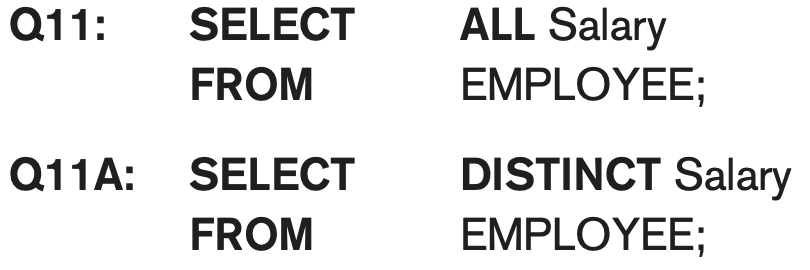 Q11: SELECT ALL Salary
FROM EMPLOYEE;
Q11A: SELECT DISTINCT Salary
FROM EMPLOYEE;